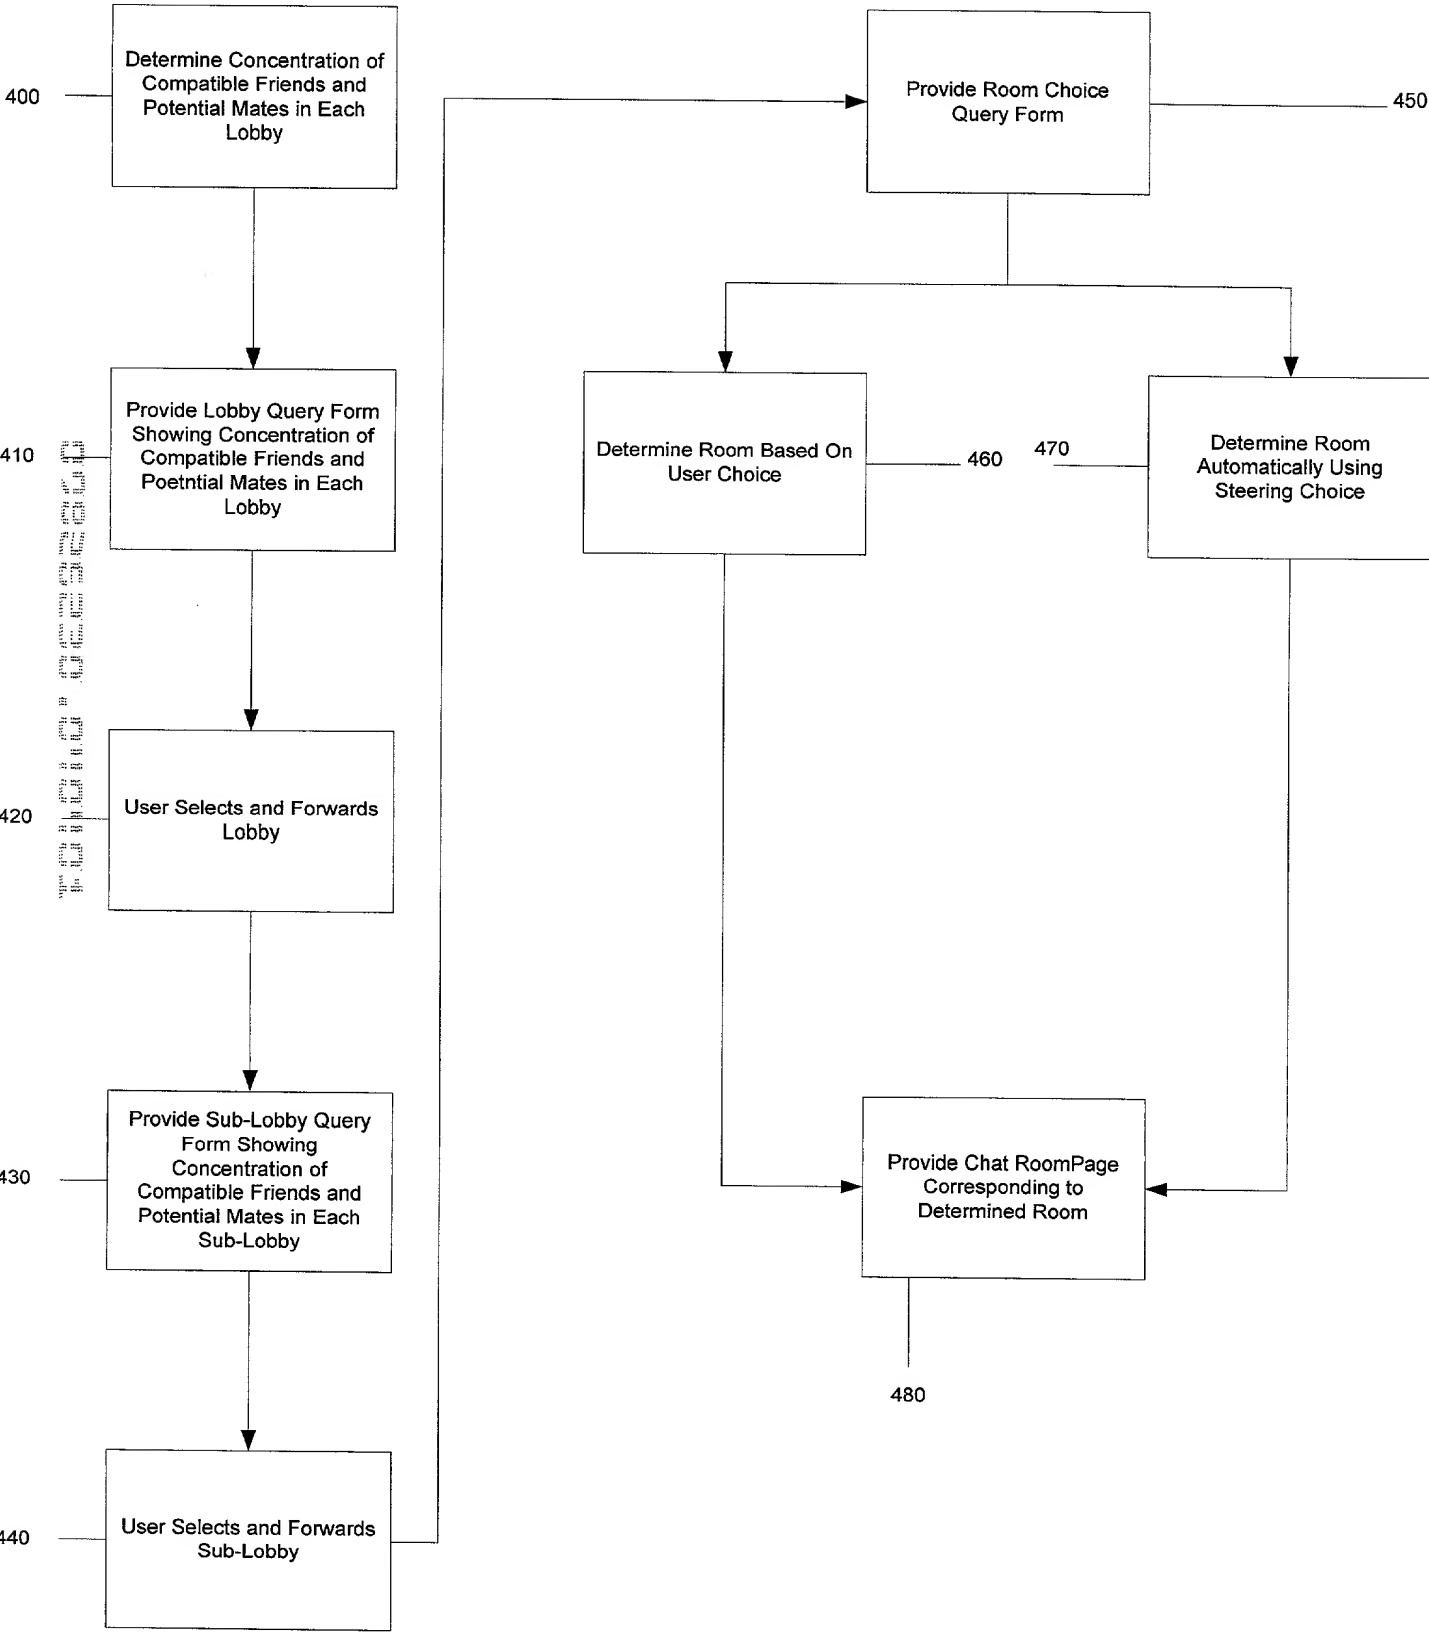 Determine Concentration of
Compatible Friends and
Potential Mates in Each
Lobby
400
Provide Lobby Query Form
Showing Concentration of
Compatible Friends and
Poetntial Mates in Each
Lobby
410
User Selects and Forwards
Lobby
420
Provide Sub-Lobby Query
Form Showing
Concentration of
Compatible Friends and
Potential Mates in Each
Sub-Lobby
430
User Selects and Forwards
Sub-Lobby
440
Provide Room Choice
Query Form
450
Determine Room Based On
User Choice
460
470
Determine Room
Automatically Using
Steering Choice
Provide Chat RoomPage
Corresponding to
Determined Room
480